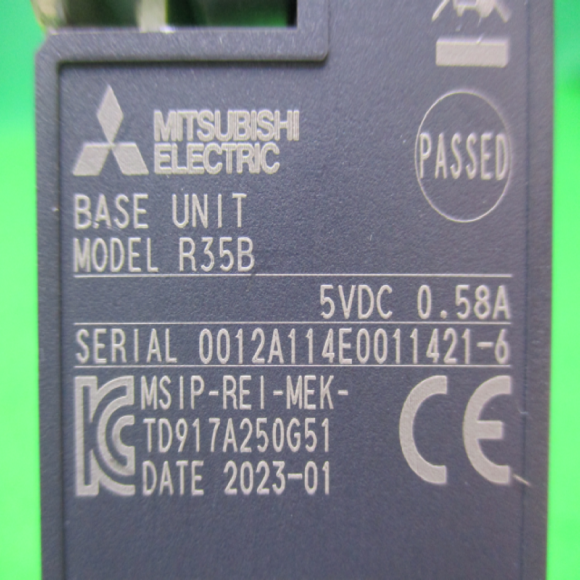 MITSUBISHI
ELECTRIC
PASSED
BASE UNIT
MODEL R35B
5VDC 0.58A
SERIAL 0012A114E0011421-6
MSIP-REI-MEK-
TD917A250G51
DATE 2023-01
CE